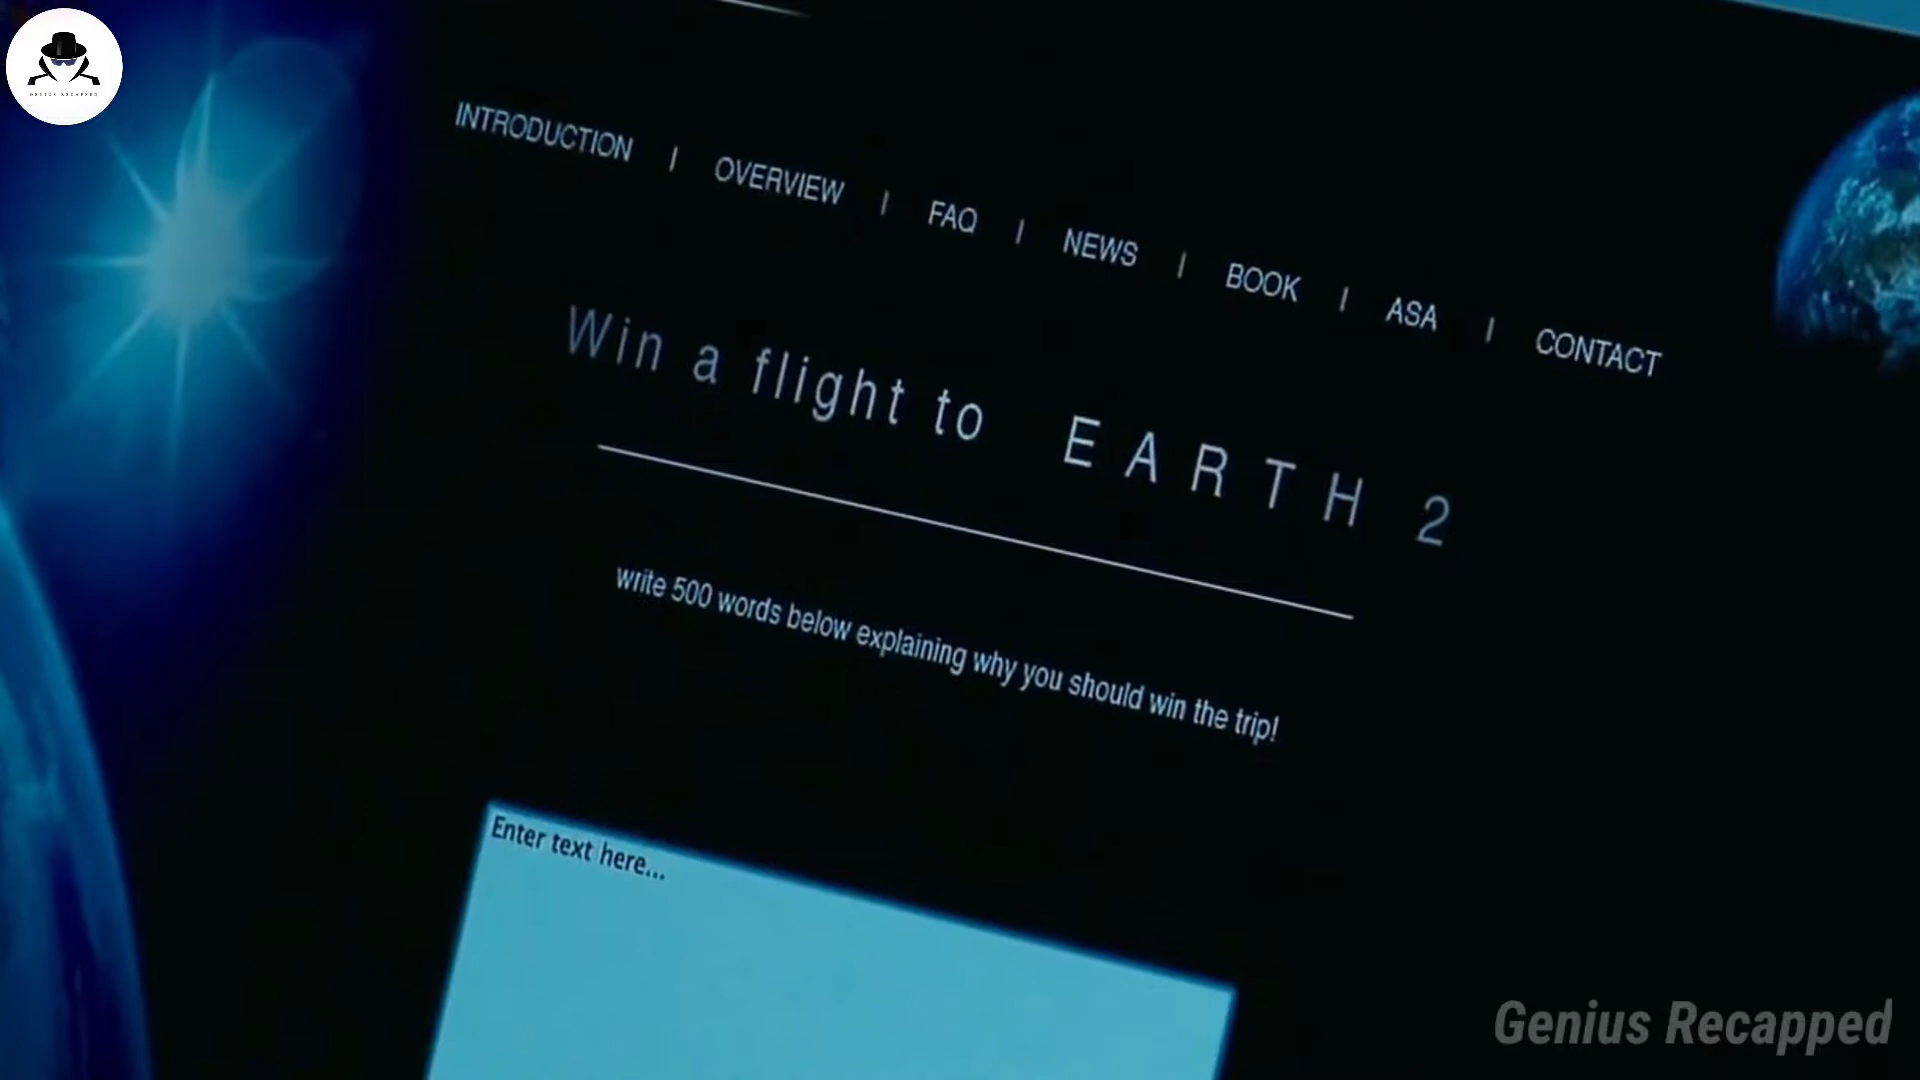 INTRODUCTION | OVERVIEW | FAQ | NEWS | BOOK | ASA | CONTACT
Win a flight to EARTH 2
write 500 words below explaining why you should win the trip!
Enter text here...
Genius Recapped